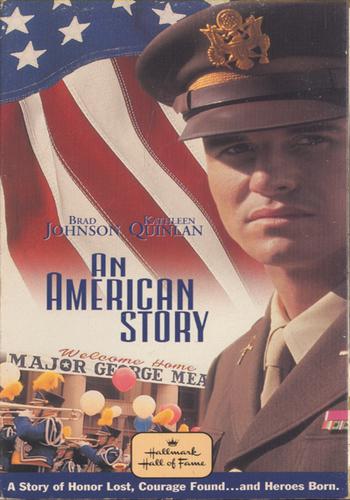 BRAD KATHLEEN
JOHNSON QUINLAN
AN
AMERICAN
STORY
Welcome Home
MAJOR GEORGE MEA
Hallmark
Hall of Fame
A Story of Honor Lost, Courage Found...and Heroes Born.